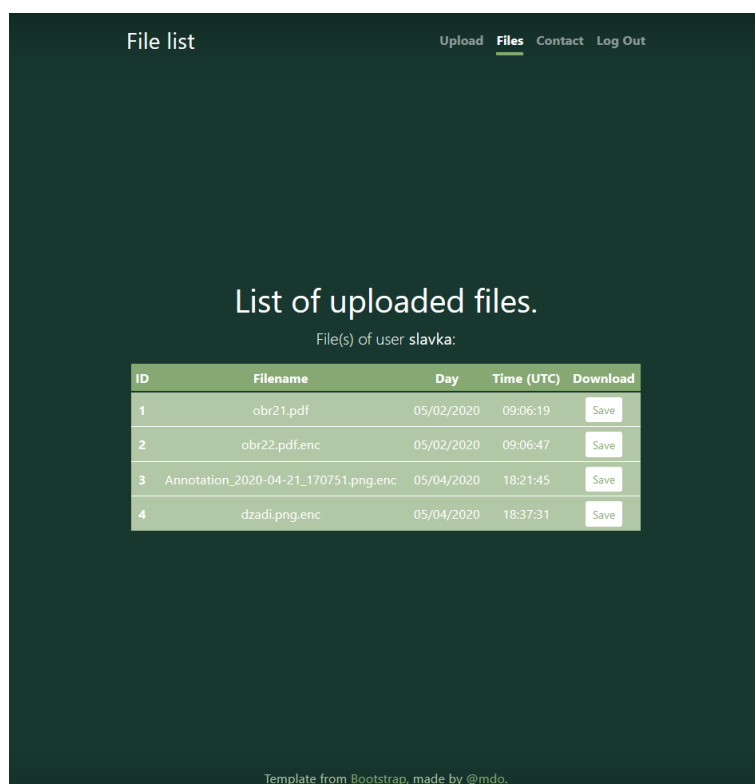 File list Upload Files Contact Log Out
List of uploaded files.
File(s) of user slavka:
ID Filename Day Time (UTC) Download
1 obr21.pdf 05/02/2020 09:06:19 Save
2 obr22.pdf.enc 05/02/2020 09:06:47 Save
3 Annotation_2020-04-21_170751.png.enc 05/04/2020 18:21:45 Save
4 dzadi.png.enc 05/04/2020 18:37:31 Save
Template from Bootstrap, made by @mdo.